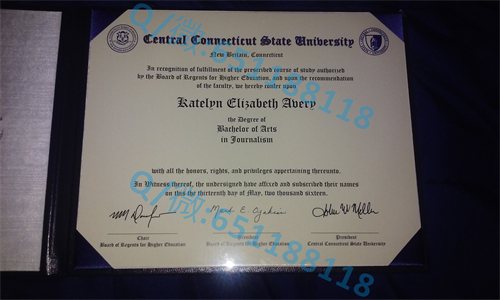 Central Connecticut State University
New Britain, Connecticut
In recognition of fulfillment of the prescribed course of study authorized
by the Board of Regents for Higher Education, and upon the recommendation
of the faculty, we hereby confer upon
Katelyn Elizabeth Avery
the Degree of
Bachelor of Arts
in Journalism
with all the honors, rights, and privileges appertaining thereunto.
In Witness thereof, the undersigned have affixed and subscribed their names
on this the thirteenth day of May, two thousand sixteen.
Chair
Board of Regents for Higher Education
President
Board of Regents for Higher Education
President
Central Connecticut State University
Q/微:651188118
Q/微:651188118